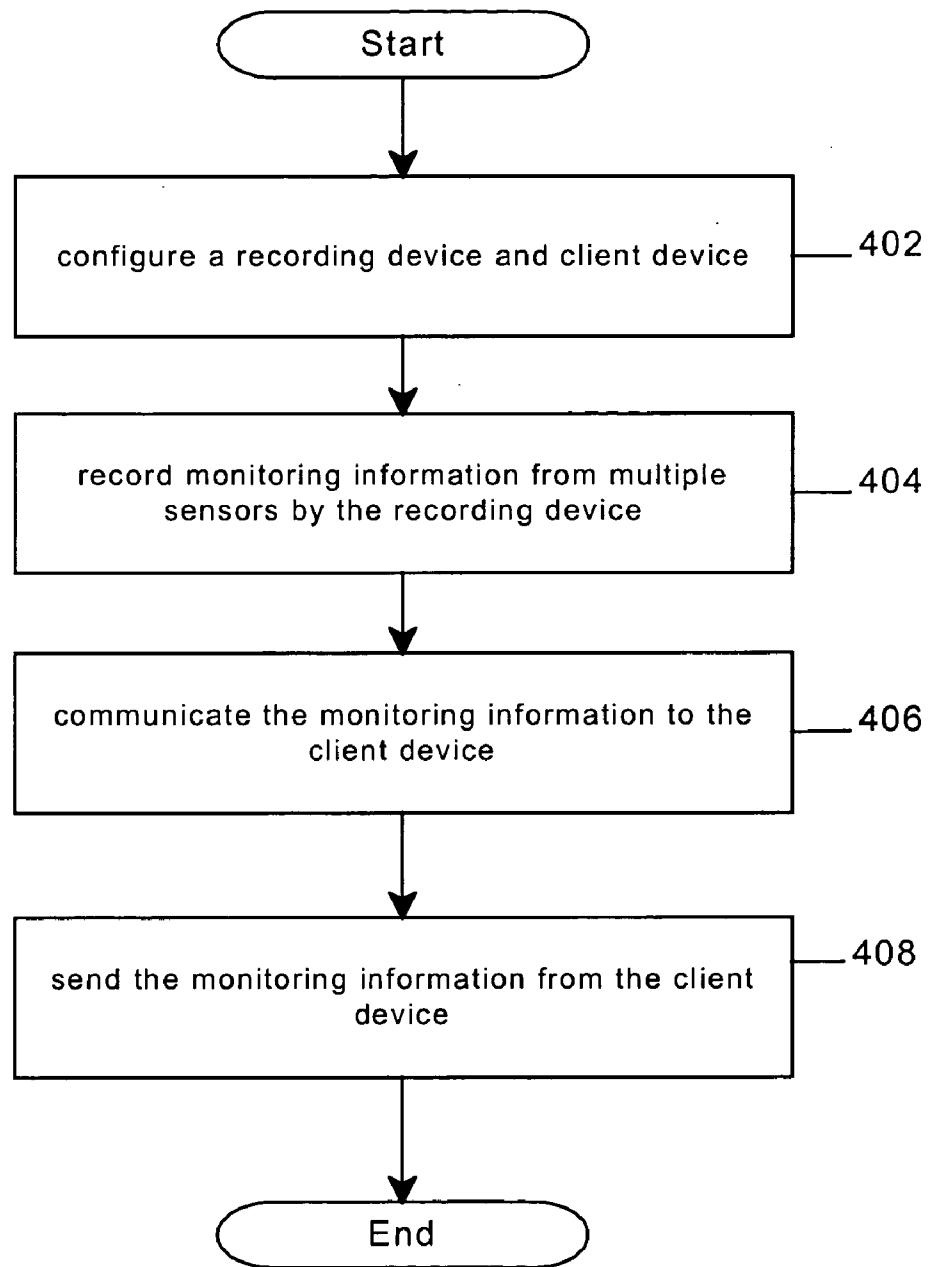 Start
configure a recording device and client device
402
record monitoring information from multiple
sensors by the recording device
404
communicate the monitoring information to the
client device
406
send the monitoring information from the client
device
408
End